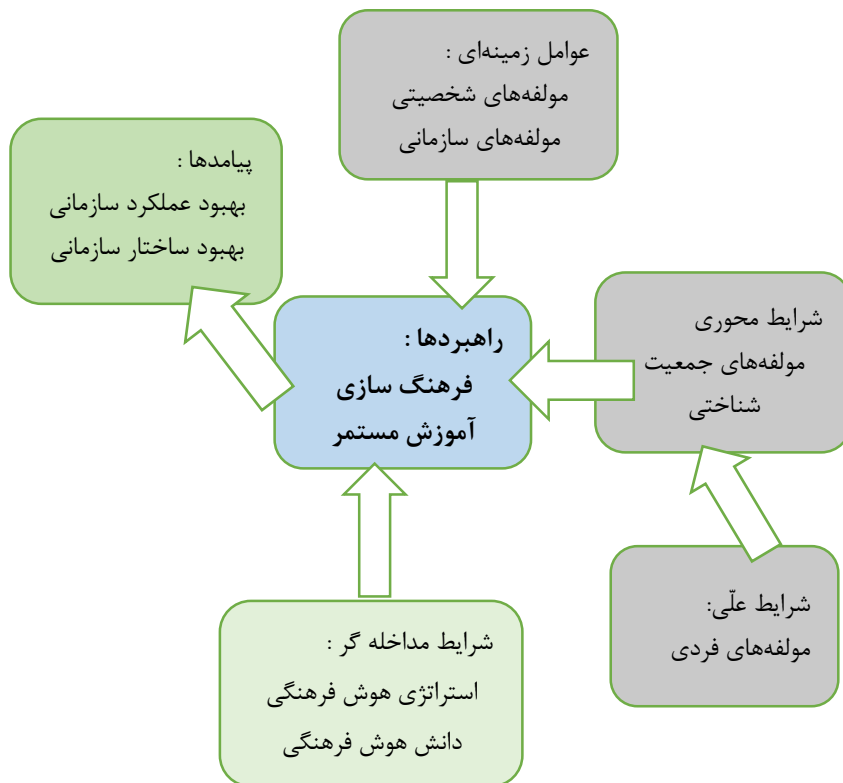 عوامل زمینه‌ای :
مولفه‌های شخصیتی
مولفه‌های سازمانی
پیامدها :
بهبود عملکرد سازمانی
بهبود ساختار سازمانی
راهبردها :
فرهنگ سازی
آموزش مستمر
شرایط محوری
مولفه‌های جمعیت
شناختی
شرایط علّی:
مولفه‌های فردی
شرایط مداخله گر :
استراتژی هوش فرهنگی
دانش هوش فرهنگی